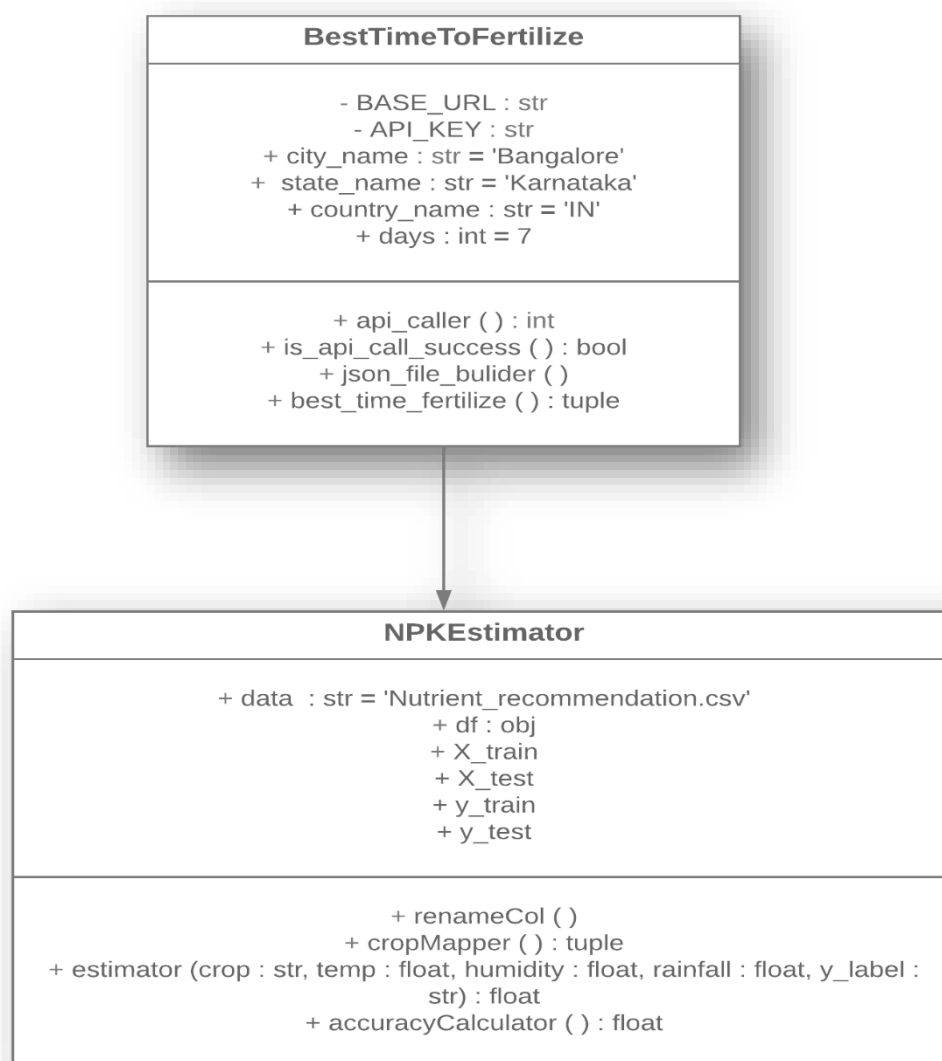 BestTimeToFertilize
- BASE_URL : str
- API_KEY : str
+ city_name : str = 'Bangalore'
+ state_name : str = 'Karnataka'
+ country_name : str = 'IN'
+ days : int = 7
+ api_caller ( ) : int
+ is_api_call_success ( ) : bool
+ json_file_bulider ( )
+ best_time_fertilize ( ) : tuple
NPKEstimator
+ data : str = 'Nutrient_recommendation.csv'
+ df : obj
+ X_train
+ X_test
+ y_train
+ y_test
+ renameCol ( )
+ cropMapper ( ) : tuple
+ estimator (crop : str, temp : float, humidity : float, rainfall : float, y_label :
str) : float
+ accuracyCalculator ( ) : float